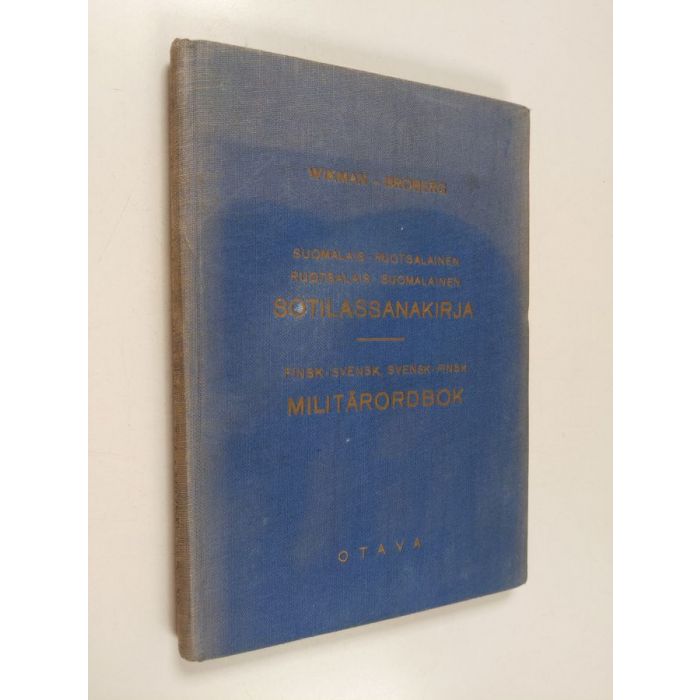 WIKMAN - BROBERG
SUOMALAIS - RUOTSALAINEN
RUOTSALAIS - SUOMALAINEN
SOTILASSANAKIRJA
FINSK - SVENSK, SVENSK - FINSK
MILITÄRORDBOK
OTAVA